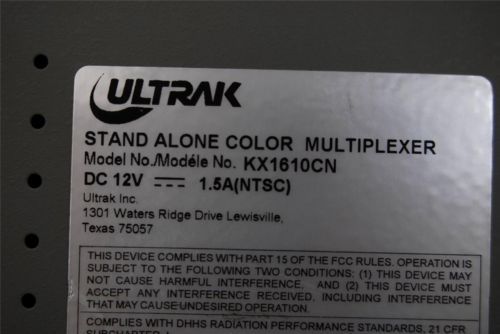 ULTRAK
STAND ALONE COLOR MULTIPLEXER
Model No./Modéle No. KX1610CN
DC 12V 1.5A(NTSC)
Ultrak Inc.
1301 Waters Ridge Drive Lewisville,
Texas 75057
THIS DEVICE COMPLIES WITH PART 15 OF THE FCC RULES. OPERATION IS
SUBJECT TO THE FOLLOWING TWO CONDITIONS: (1) THIS DEVICE MAY
NOT CAUSE HARMFUL INTERFERENCE, AND (2) THIS DEVICE MUST
ACCEPT ANY INTERFERENCE RECEIVED, INCLUDING INTERFERENCE
THAT MAY CAUSE UNDESIRED OPERATION.
COMPLIES WITH DHHS RADIATION PERFORMANCE STANDARDS, 21 CFR